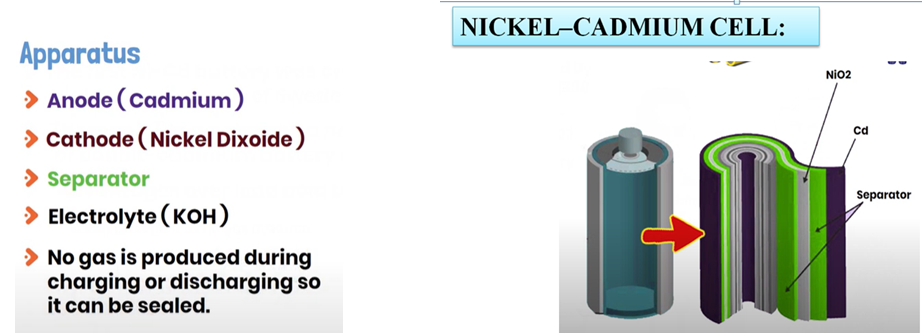 NICKEL–CADMIUM CELL:
Apparatus
Anode ( Cadmium )
Cathode ( Nickel Dixoide )
Separator
Electrolyte ( KOH )
No gas is produced during
charging or discharging so
it can be sealed.
NiO2
Cd
Separator